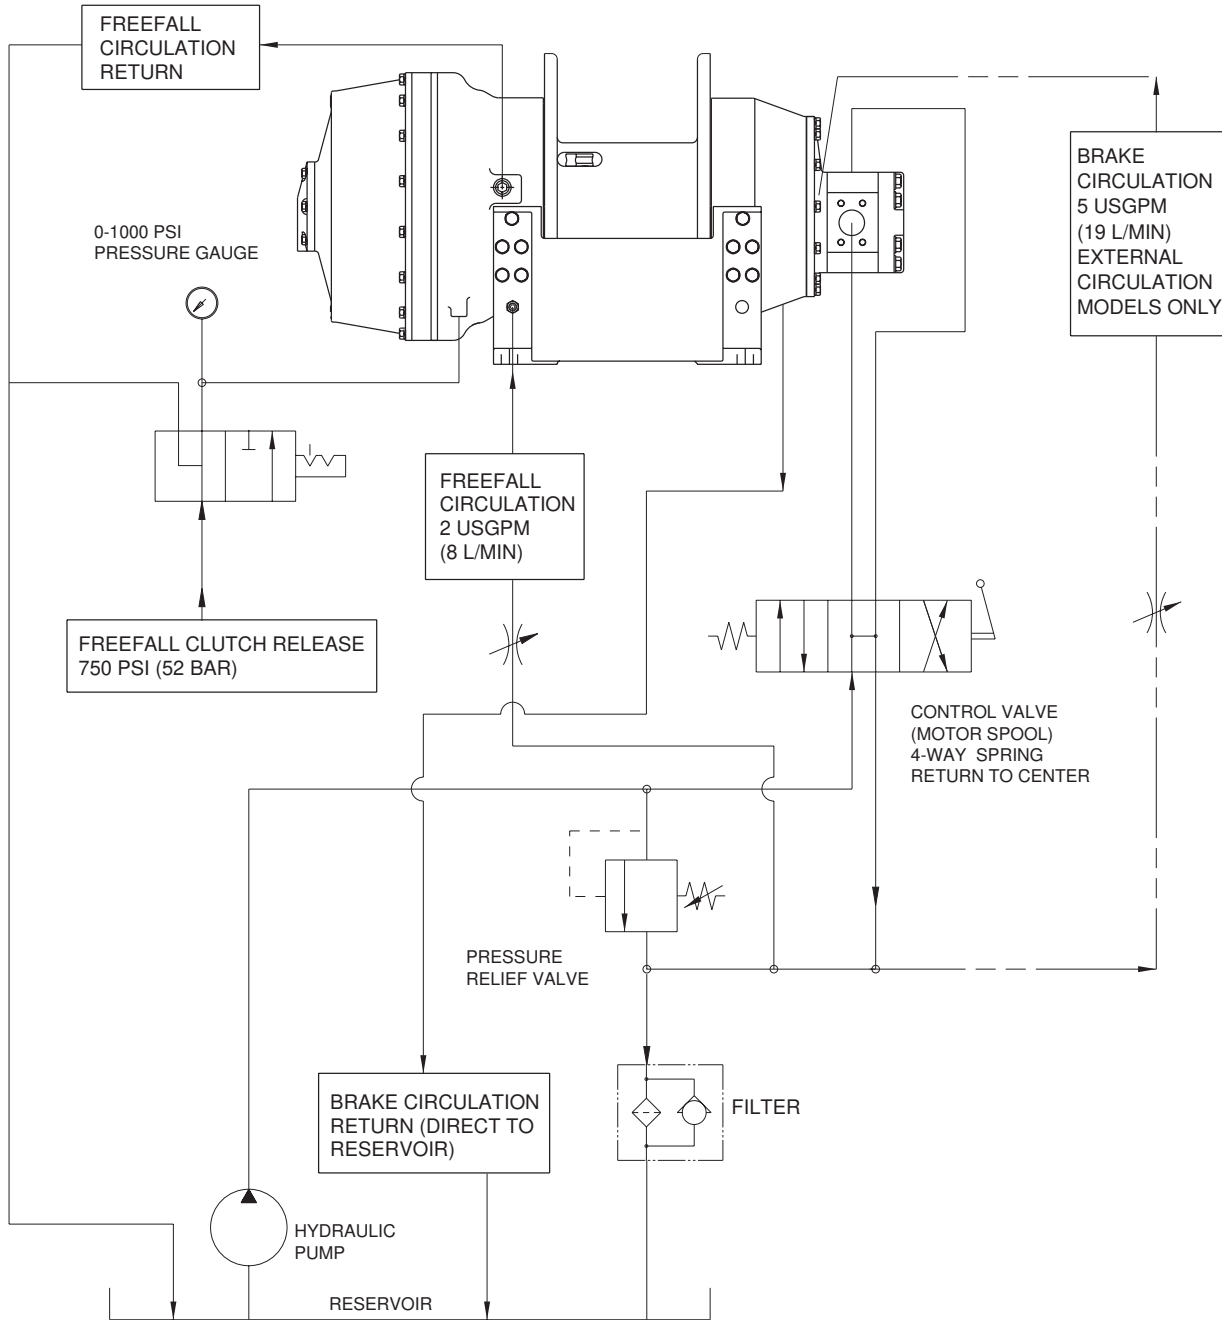 FREEFALL
CIRCULATION
RETURN
0-1000 PSI
PRESSURE GAUGE
BRAKE
CIRCULATION
5 USGPM
(19 L/MIN)
EXTERNAL
CIRCULATION
MODELS ONLY
FREEFALL
CIRCULATION
2 USGPM
(8 L/MIN)
FREEFALL CLUTCH RELEASE
750 PSI (52 BAR)
CONTROL VALVE
(MOTOR SPOOL)
4-WAY SPRING
RETURN TO CENTER
PRESSURE
RELIEF VALVE
BRAKE CIRCULATION
RETURN (DIRECT TO
RESERVOIR)
FILTER
HYDRAULIC
PUMP
RESERVOIR